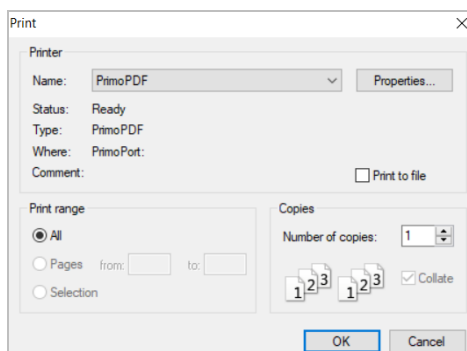 Print
Printer
Name: PrimoPDF Properties...
Status: Ready
Type: PrimoPDF
Where: PrimoPort:
Comment: Print to file
Print range
All
Pages from: to:
Selection
Copies
Number of copies: 1
1 2 3 1 2 3 Collate
OK Cancel